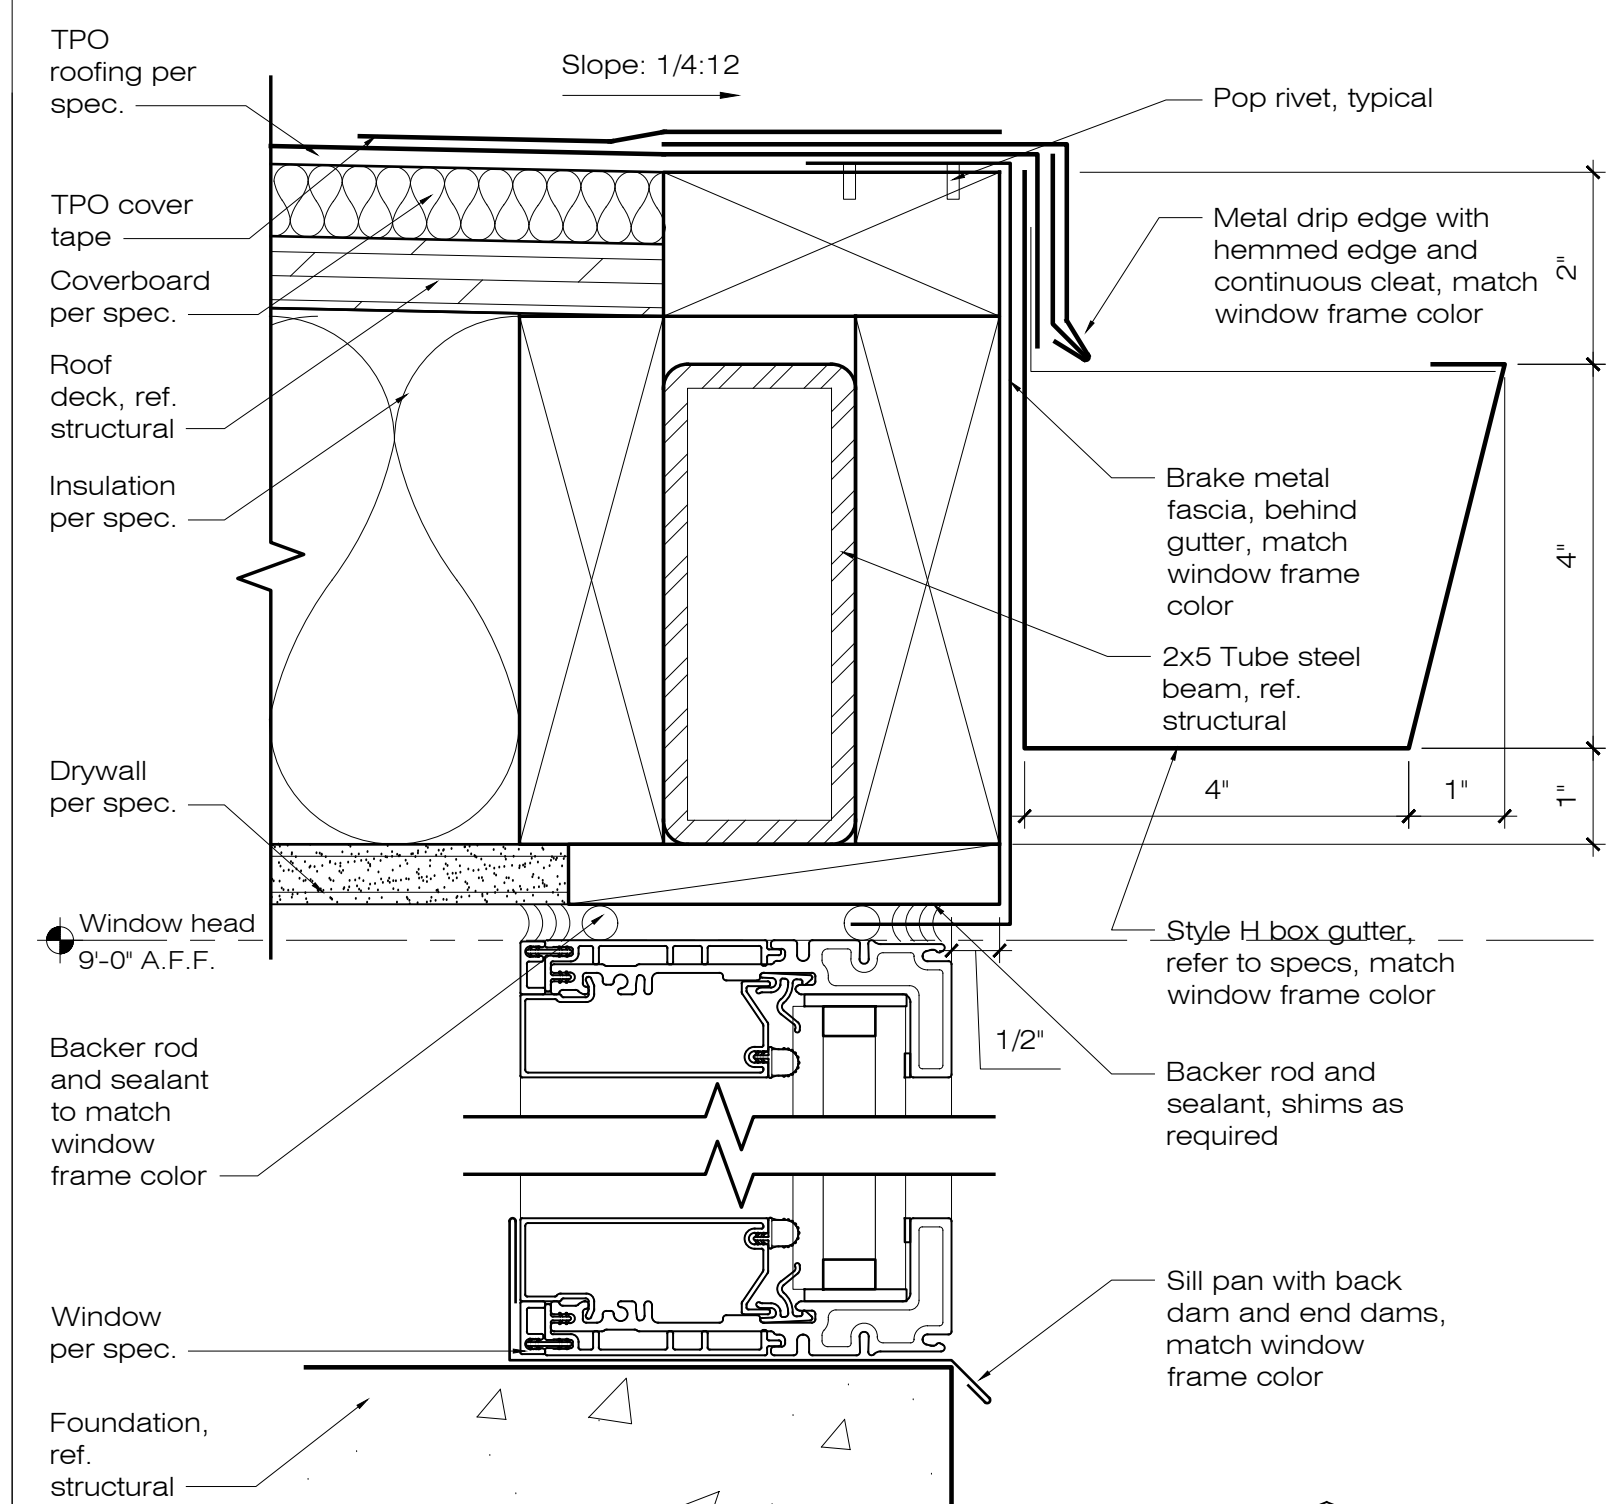 TPO
roofing per
spec.
Slope: 1/4:12
Pop rivet, typical
TPO cover
tape
Coverboard
per spec.
Roof
deck, ref.
structural
Insulation
per spec.
Metal drip edge with
hemmed edge and
continuous cleat, match
window frame color
2"
Brake metal
fascia, behind
gutter, match
window frame
color
4"
2x5 Tube steel
beam, ref.
structural
Drywall
per spec.
4"
1"
1"
Window head
9'-0" A.F.F.
Style H box gutter,
refer to specs, match
window frame color
1/2"
Backer rod
and sealant
to match
window
frame color
Backer rod and
sealant, shims as
required
Window
per spec.
Sill pan with back
dam and end dams,
match window
frame color
Foundation,
ref.
structural